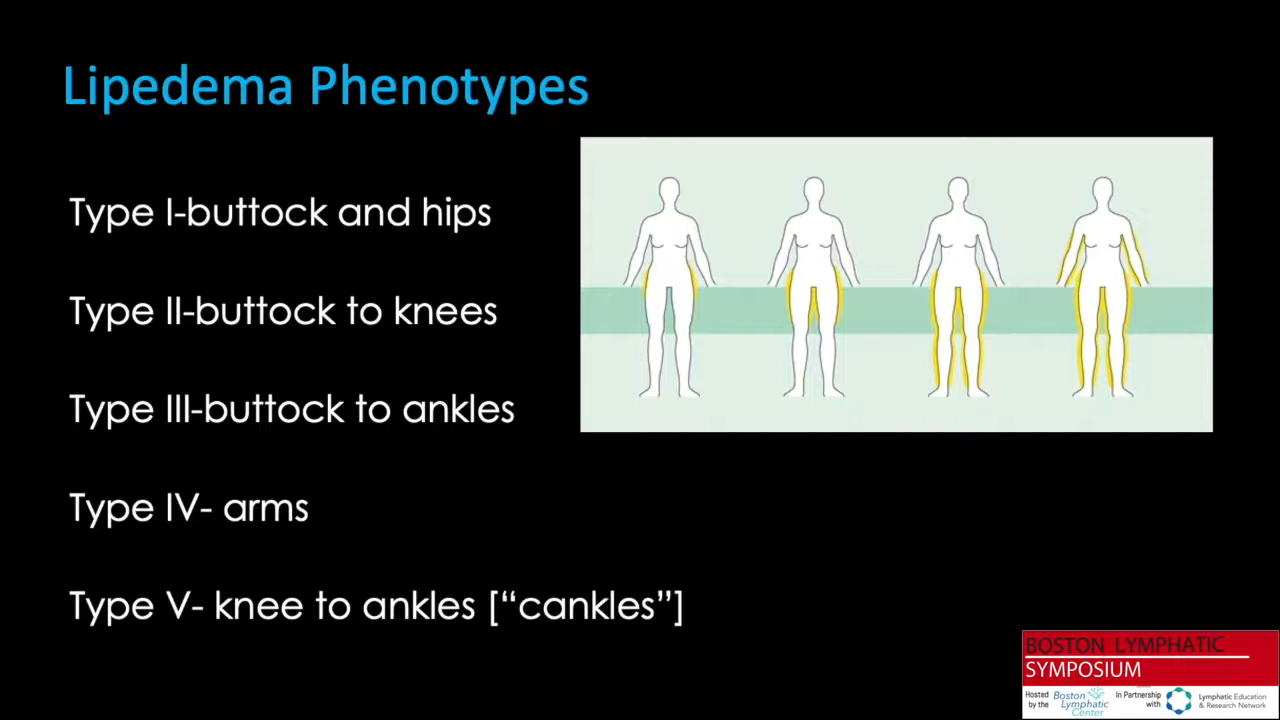 Lipedema Phenotypes
Type I-buttock and hips
Type II-buttock to knees
Type III-buttock to ankles
Type IV- arms
Type V- knee to ankles [“cankles”]
BOSTON LYMPHATIC
SYMPOSIUM
Hosted
by the
Boston
Lymphatic
Center
In Partnership
with
Lymphatic Education
& Research Network